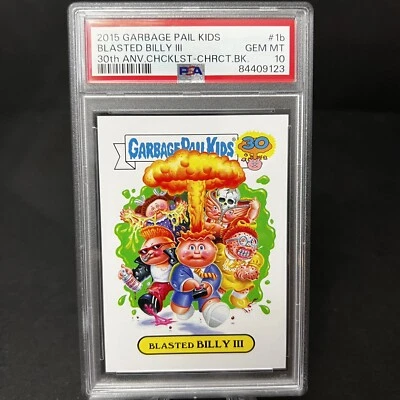 2015 GARBAGE PAIL KIDS #1b
BLASTED BILLY III GEM MT
30th ANV.CHCKLST-CHRCT.BK. 10
PSA 84409123
GARBAGE PAIL KIDS 30
BLASTED BILLY III